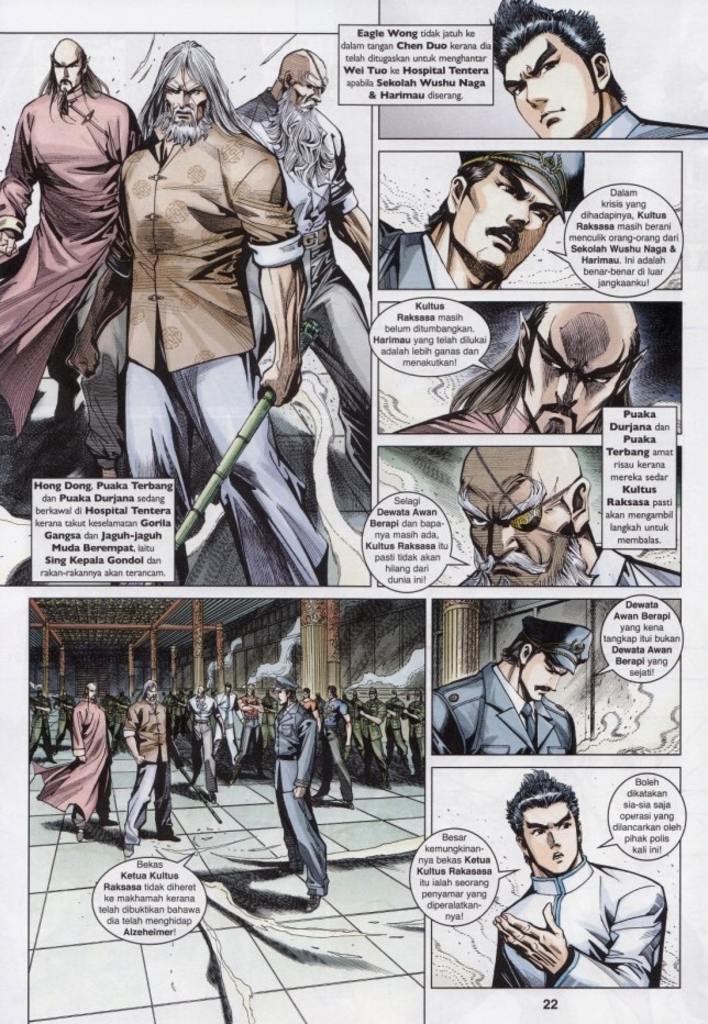 Eagle Wong tidak jatuh ke
dalam tangan Chen Duo kerana dia
telah ditugaskan untuk menghantar
Wei Tuo ke Hospital Tentera
apabila Sekolah Wushu Naga
& Harimau diserang.
Dalam
krisis yang
dihadapinya, Kultus
Raksasa masih berani
menculik orang-orang dari
Sekolah Wushu Naga &
Harimau. Ini adalah
benar-benar di luar
jangkaanku!
Kultus
Raksasa masih
belum ditumbangkan.
Harimau yang telah dilukai
adalah lebih ganas dan
menakutkan!
Puaka
Durjana dan
Puaka
Terbang amat
risau kerana
mereka sedar
Kultus
Raksasa pasti
akan mengambil
langkah untuk
membalas.
Selagi
Dewata Awan
Berapi dan bapa-
nya masih ada,
Kultus Raksasa itu
pasti tidak akan
hilang dari
dunia ini!
Hong Dong, Puaka Terbang
dan Puaka Durjana sedang
berkawal di Hospital Tentera
kerana takut keselamatan Gorila
Gangsa dan Jaguh-jaguh
Muda Berempat, iaitu
Sing Kepala Gondol dan
rakan-rakannya akan terancam.
Bekas
Ketua Kultus
Raksasa tidak diheret
ke makhamah kerana
telah dibuktikan bahawa
dia telah menghidap
Alzeheimer!
Dewata
Awan Berapi
yang kena
tangkap itui bukan
Dewata Awan
Berapi yang
sejati!
Boleh
dikatakan
sia-sia saja
operasi yang
dilancarkan oleh
pihak polis
kali ini!
Besar
kemungkinan-
nya bekas Ketua
Kultus Rakasasa
itu ialah seorang
penyamar yang
diperalatkan-
nya!
22